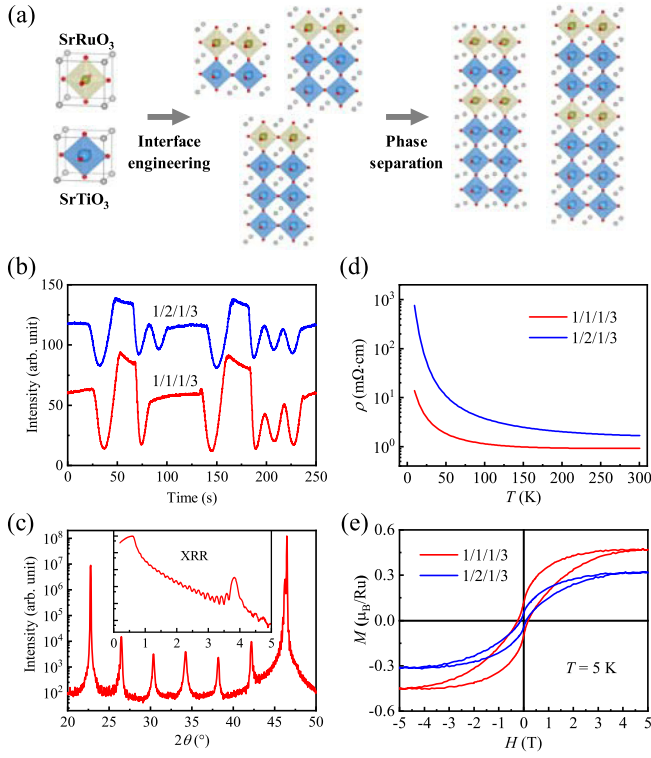 (a)
SrRuO3
SrTiO3
Interface
engineering
Phase
separation
(b)
150
100
50
0
Intensity (arb. unit)
1/2/1/3
1/1/1/3
0 50 100 150 200 250
Time (s)
(d)
10^3
10^2
10^1
10^0
ρ (mΩ·cm)
1/1/1/3
1/2/1/3
0 50 100 150 200 250 300
T (K)
(c)
10^8
10^7
10^6
10^5
10^4
10^3
10^2
Intensity (arb. unit)
XRR
0 1 2 3 4 5
20 25 30 35 40 45 50
2θ (°)
(e)
0.6
0.3
0.0
-0.3
-0.6
M (μB/Ru)
1/1/1/3
1/2/1/3
T = 5 K
-5 -4 -3 -2 -1 0 1 2 3 4 5
H (T)